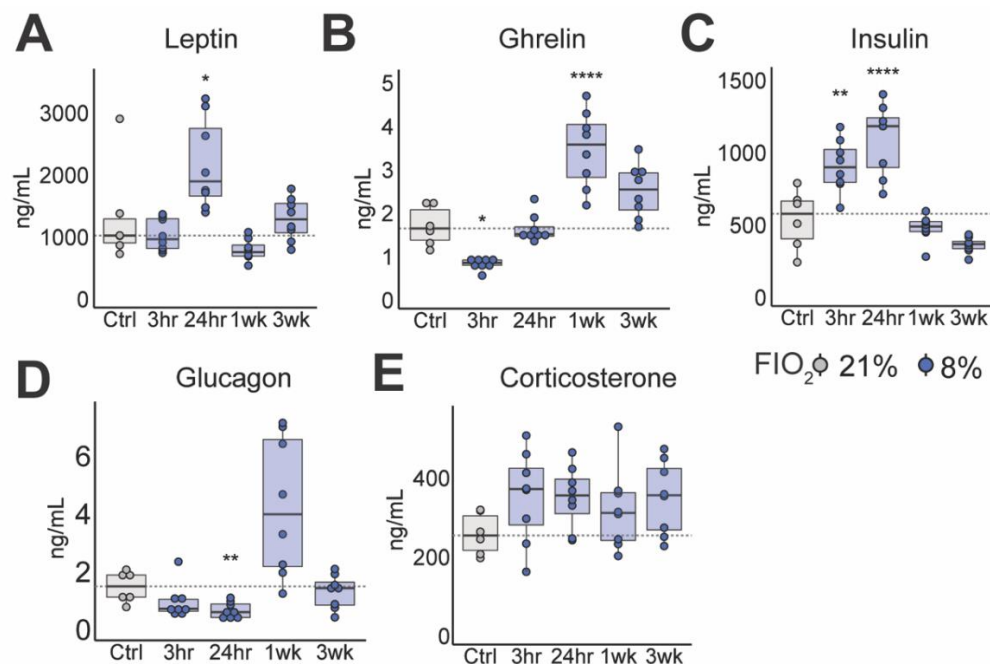 A
Leptin
*
3000
2000
1000
0
ng/mL
Ctrl 3hr 24hr 1wk 3wk
B
Ghrelin
****
*
5
4
3
2
1
0
ng/mL
Ctrl 3hr 24hr 1wk 3wk
C
Insulin
** ****
1500
1000
500
0
ng/mL
Ctrl 3hr 24hr 1wk 3wk
FIO2 21% 8%
D
Glucagon
**
6
4
2
0
ng/mL
Ctrl 3hr 24hr 1wk 3wk
E
Corticosterone
400
200
0
ng/mL
Ctrl 3hr 24hr 1wk 3wk